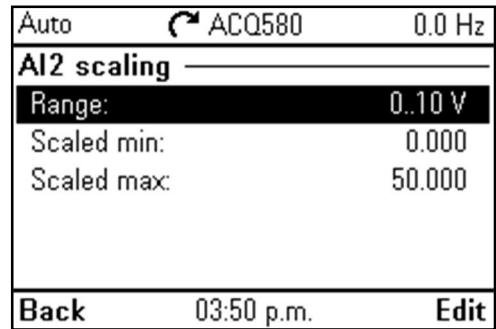 Auto ACQ580 0.0 Hz
AI2 scaling
Range: 0..10 V
Scaled min: 0.000
Scaled max: 50.000
Back 03:50 p.m. Edit